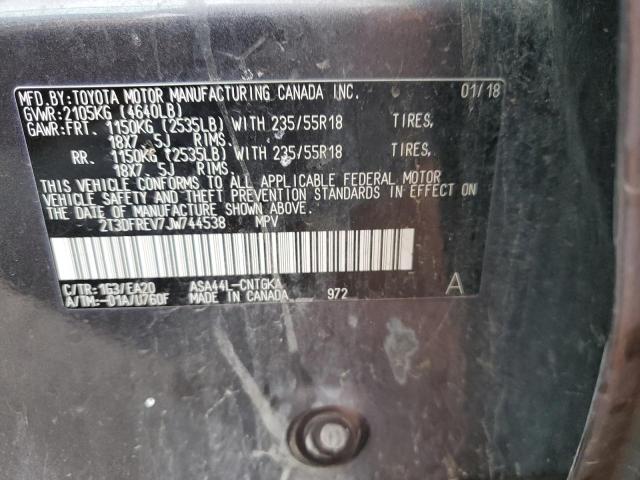 MFD.BY:TOYOTA MOTOR MANUFACTURING CANADA INC. 01/18
GVWR:2105KG (4640LB)
GAWR:FRT. 1150KG (2535LB) WITH 235/55R18 TIRES,
18X7.5J RIMS.
RR. 1150KG (2535LB) WITH 235/55R18 TIRES,
18X7.5J RIMS.
THIS VEHICLE CONFORMS TO ALL APPLICABLE FEDERAL MOTOR
VEHICLE SAFETY AND THEFT PREVENTION STANDARDS IN EFFECT ON
THE DATE OF MANUFACTURE SHOWN ABOVE.
2T3DFREV7JW744538 MPV
C/TR:1G3/EA20 ASA44L-CNTGKA
A/TM:-01A/U760F MADE IN CANADA 972 A